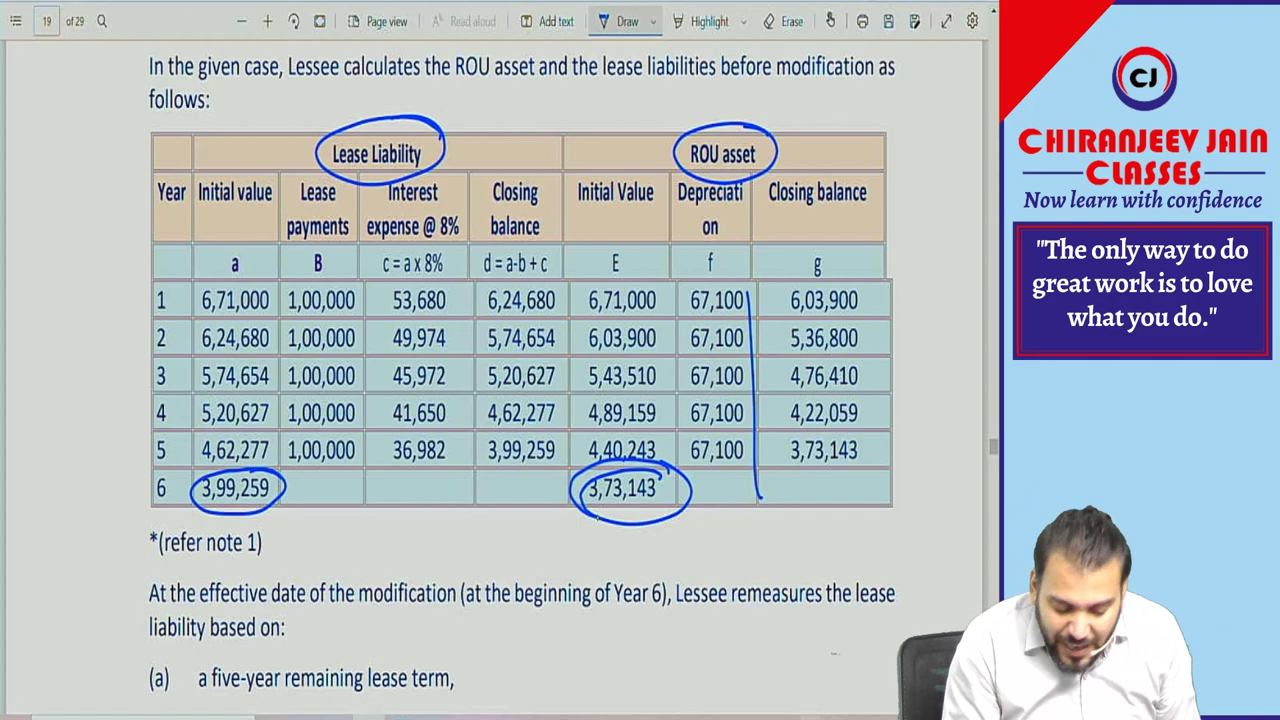 19 of 29 Page view Read aloud Add text Draw Highlight Erase
In the given case, Lessee calculates the ROU asset and the lease liabilities before modification as
follows:
Lease Liability ROU asset
Year Initial value Lease payments Interest expense @ 8% Closing balance Initial Value Depreciati on Closing balance
a B c = a x 8% d = a-b + c E f g
1 6,71,000 1,00,000 53,680 6,24,680 6,71,000 67,100 6,03,900
2 6,24,680 1,00,000 49,974 5,74,654 6,03,900 67,100 5,36,800
3 5,74,654 1,00,000 45,972 5,20,627 5,43,510 67,100 4,76,410
4 5,20,627 1,00,000 41,650 4,62,277 4,89,159 67,100 4,22,059
5 4,62,277 1,00,000 36,982 3,99,259 4,40,243 67,100 3,73,143
6 3,99,259 3,73,143
*(refer note 1)
At the effective date of the modification (at the beginning of Year 6), Lessee remeasures the lease
liability based on:
(a) a five-year remaining lease term,
CJ
CHIRANJEEV JAIN
CLASSES
Now learn with confidence
"The only way to do
great work is to love
what you do."